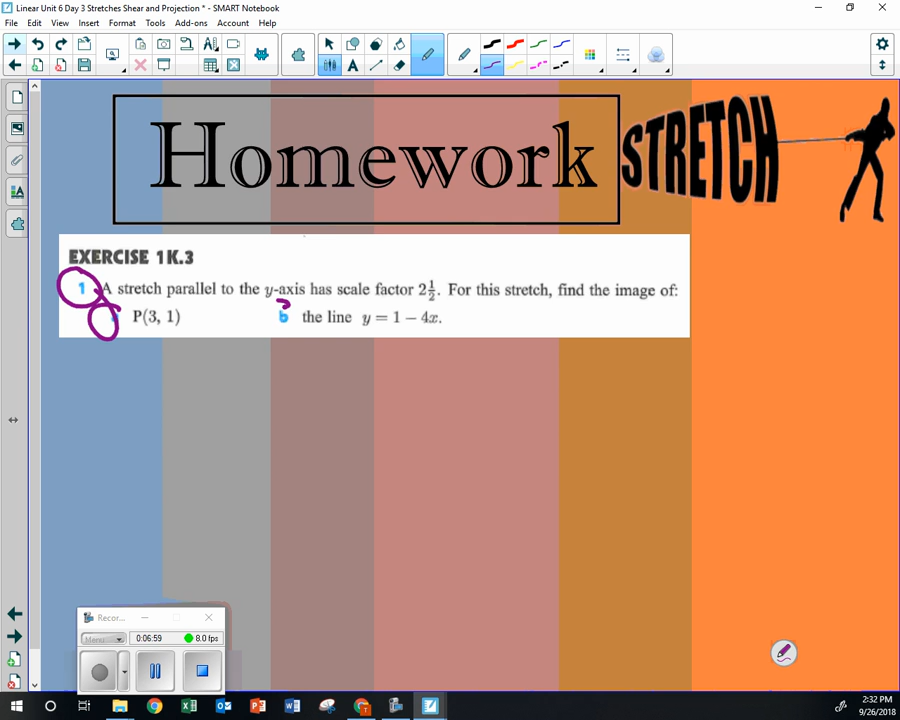 Linear Unit 6 Day 3 Stretches Shear and Projection * - SMART Notebook
File Edit View Insert Format Tools Add-ons Account Help
Homework
STRETCH
EXERCISE 1K.3
1 A stretch parallel to the y-axis has scale factor 2½. For this stretch, find the image of:
P(3, 1) b the line y = 1 − 4x.
Recor...
Menu 0:06:59 8.0 fps
2:32 PM
9/26/2018